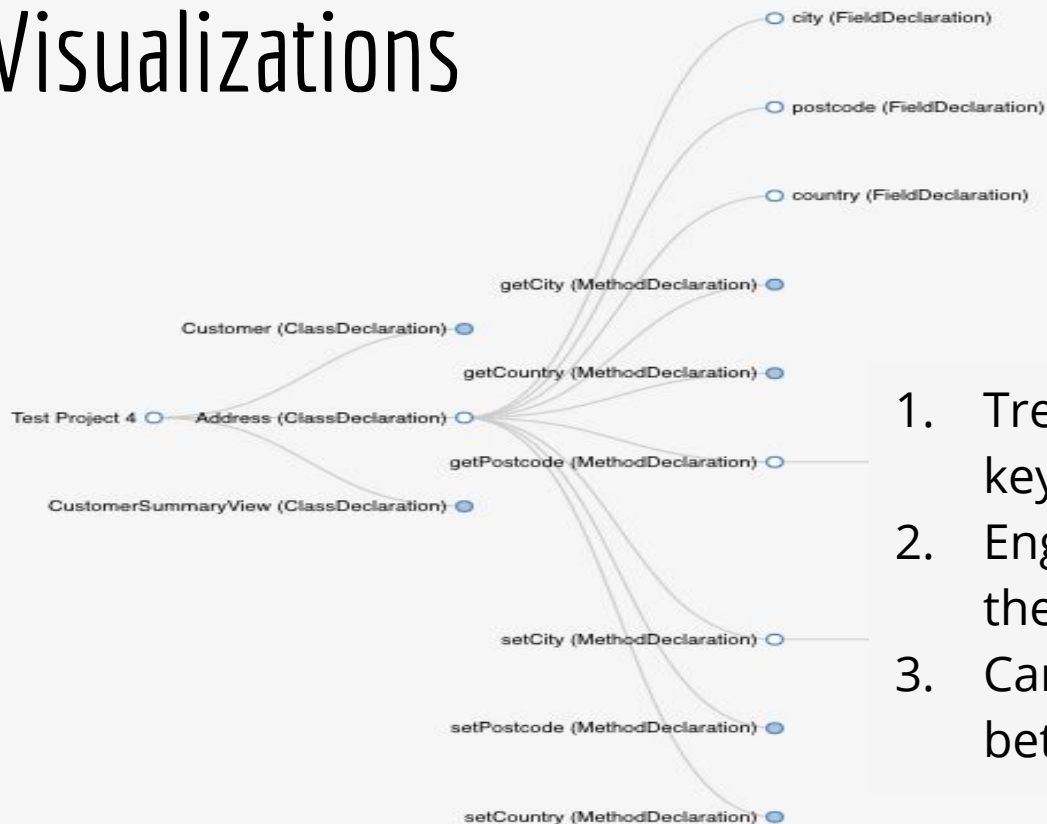 Visualizations
city (FieldDeclaration)
postcode (FieldDeclaration)
country (FieldDeclaration)
getCity (MethodDeclaration)
Customer (ClassDeclaration)
getCountry (MethodDeclaration)
Test Project 4
Address (ClassDeclaration)
getPostcode (MethodDeclaration)
CustomerSummaryView (ClassDeclaration)
setCity (MethodDeclaration)
setPostcode (MethodDeclaration)
setCountry (MethodDeclaration)
1. Tre
key
2. Eng
the
3. Car
bet